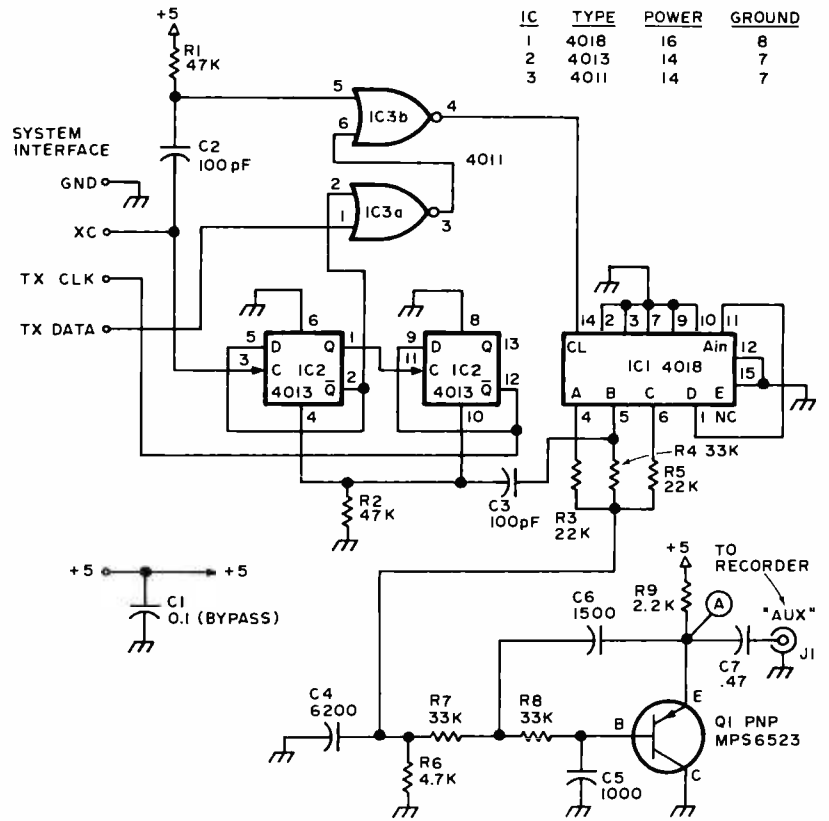 IC TYPE POWER GROUND
1 4018 16 8
2 4013 14 7
3 4011 14 7
+5
R1
47K
5
IC3b
4
6
4011
SYSTEM
INTERFACE
C2
100pF
GND
2
IC3a
1
3
XC
TX CLK
TX DATA
6
5 D Q 1
3 C IC2
4013 Q 2
4
8
9 D Q 13
11 C IC2
4013 Q 12
10
14 2 3 7 9 10 11
CL Ain 12
IC1 4018 15
A B C D E
4 5 6 1 NC
R4 33K
R5
22K
R3
22K
C3
100pF
R2
47K
+5 +5
C1
0.1 (BYPASS)
+5
TO
RECORDER
"AUX"
R9
2.2K
A
J1
C6
1500
C7
.47
C4
6200
R7
33K
R8
33K
E
B
C
Q1 PNP
MPS6523
R6
4.7K
C5
1000